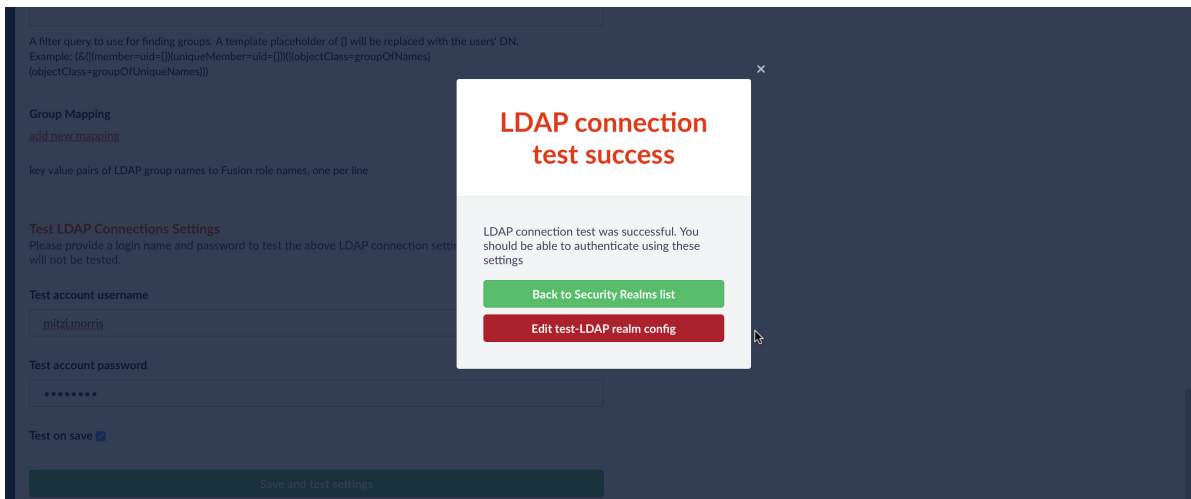 A filter query to use for finding groups. A template placeholder of {} will be replaced with the users' DN.
Example: (&(|(member=uid={})(uniqueMember=uid={}))(|(objectClass=groupOfNames)
(objectClass=groupOfUniqueNames)))
Group Mapping
add new mapping
key value pairs of LDAP group names to Fusion role names, one per line
Test LDAP Connections Settings
Please provide a login name and password to test the above LDAP connection
will not be tested.
Test account username
mitzi.morris
Test account password
••••••••
Test on save
Save and test settings
×
LDAP connection
test success
LDAP connection test was successful. You
should be able to authenticate using these
settings
Back to Security Realms list
Edit test-LDAP realm config